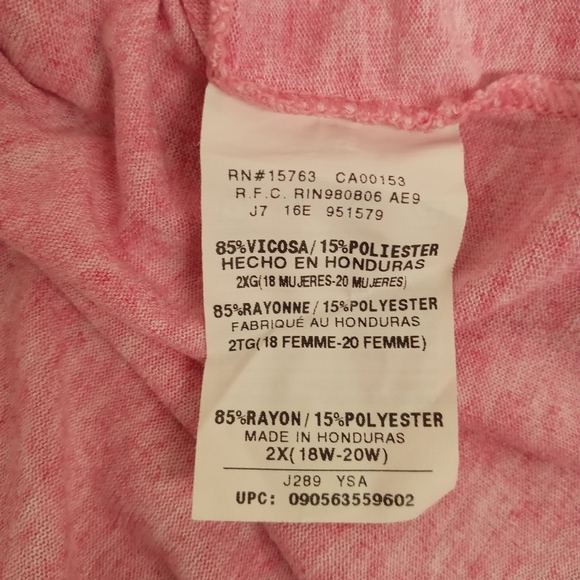 RN#15763 CA00153
R.F.C. RIN980806 AE9
J7 16E 951579
85%VICOSA/15%POLIESTER
HECHO EN HONDURAS
2XG(18 MUJERES-20 MUJERES)
85%RAYONNE/15%POLYESTER
FABRIQUÉ AU HONDURAS
2TG(18 FEMME-20 FEMME)
85%RAYON/15%POLYESTER
MADE IN HONDURAS
2X(18W-20W)
J289 YSA
UPC: 090563559602